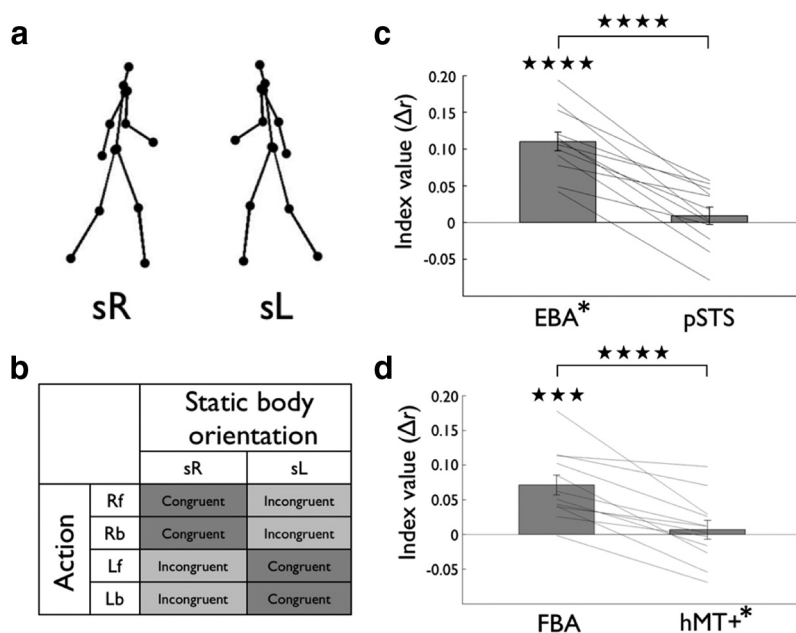 a
sR sL
b
Static body
orientation
sR sL
Action
Rf Congruent Incongruent
Rb Congruent Incongruent
Lf Incongruent Congruent
Lb Incongruent Congruent
c
★★★★
★★★★
Index value (Δr)
0.20
0.15
0.10
0.05
0
-0.05
EBA* pSTS
d
★★★★
★★★
Index value (Δr)
0.20
0.15
0.10
0.05
0
-0.05
FBA hMT+*